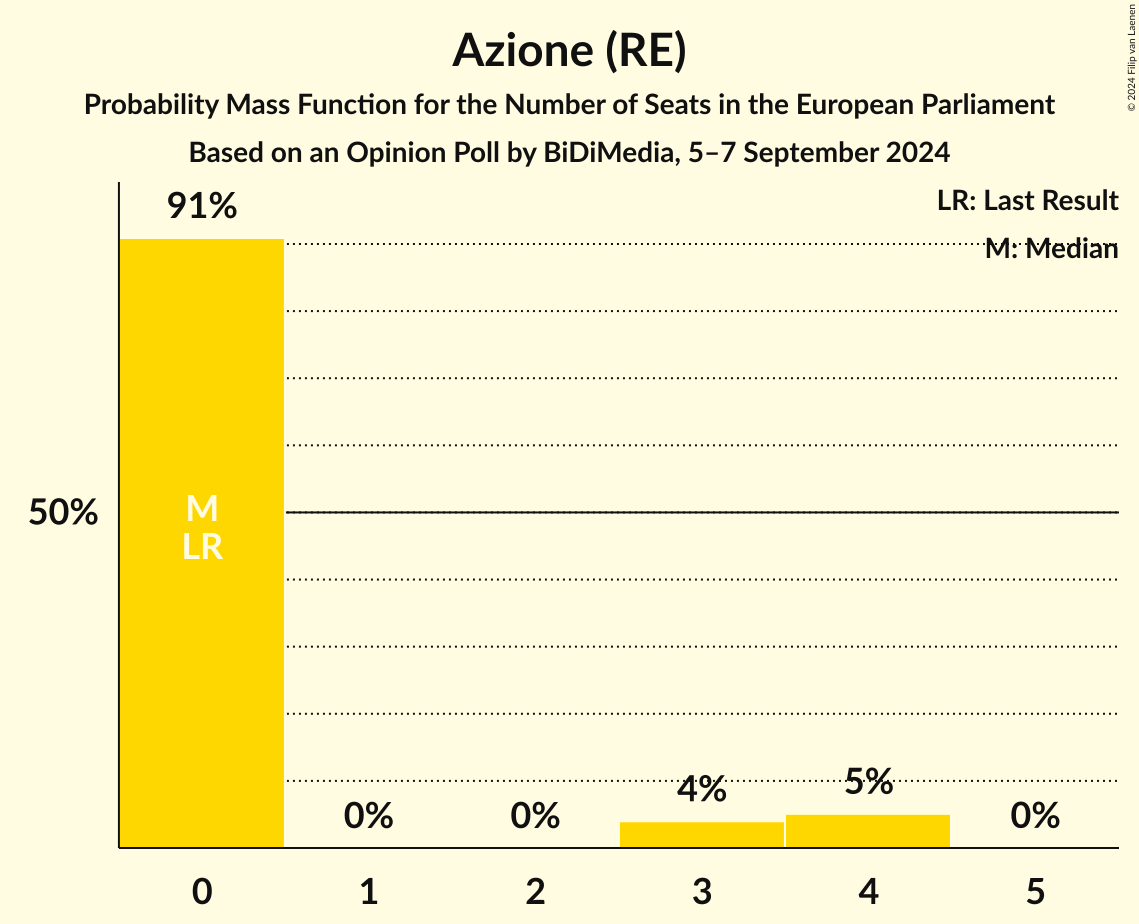 Azione (RE)
Probability Mass Function for the Number of Seats in the European Parliament
Based on an Opinion Poll by BiDiMedia, 5–7 September 2024
© 2024 Filip van Laenen
LR: Last Result
M: Median
91%
50%
M
LR
0%
0%
4%
5%
0%
0
1
2
3
4
5